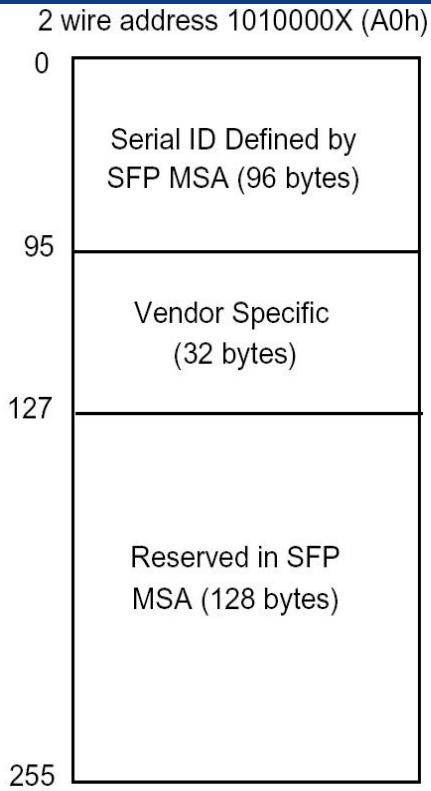 2 wire address 1010000X (A0h)
0
Serial ID Defined by
SFP MSA (96 bytes)
95
Vendor Specific
(32 bytes)
127
Reserved in SFP
MSA (128 bytes)
255